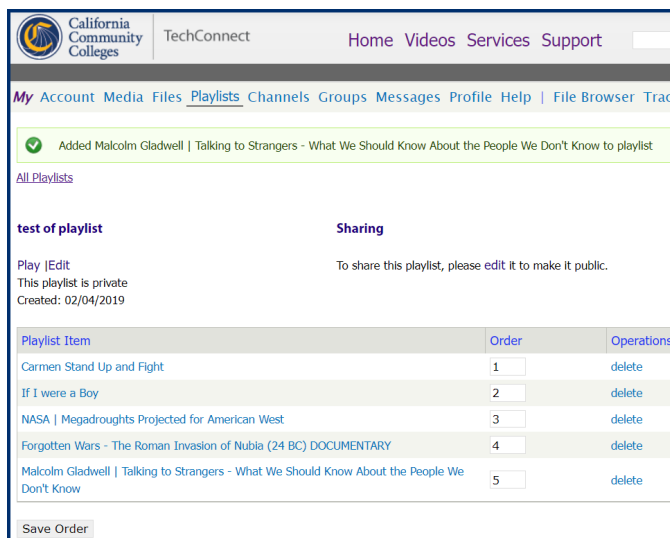 California
Community
Colleges
TechConnect
Home Videos Services Support
My Account Media Files Playlists Channels Groups Messages Profile Help | File Browser Trac
Added Malcolm Gladwell | Talking to Strangers - What We Should Know About the People We Don't Know to playlist
All Playlists
test of playlist
Sharing
Play |Edit
To share this playlist, please edit it to make it public.
This playlist is private
Created: 02/04/2019
Playlist Item Order Operations
Carmen Stand Up and Fight 1 delete
If I were a Boy 2 delete
NASA | Megadroughts Projected for American West 3 delete
Forgotten Wars - The Roman Invasion of Nubia (24 BC) DOCUMENTARY 4 delete
Malcolm Gladwell | Talking to Strangers - What We Should Know About the People We
Don't Know 5 delete
Save Order